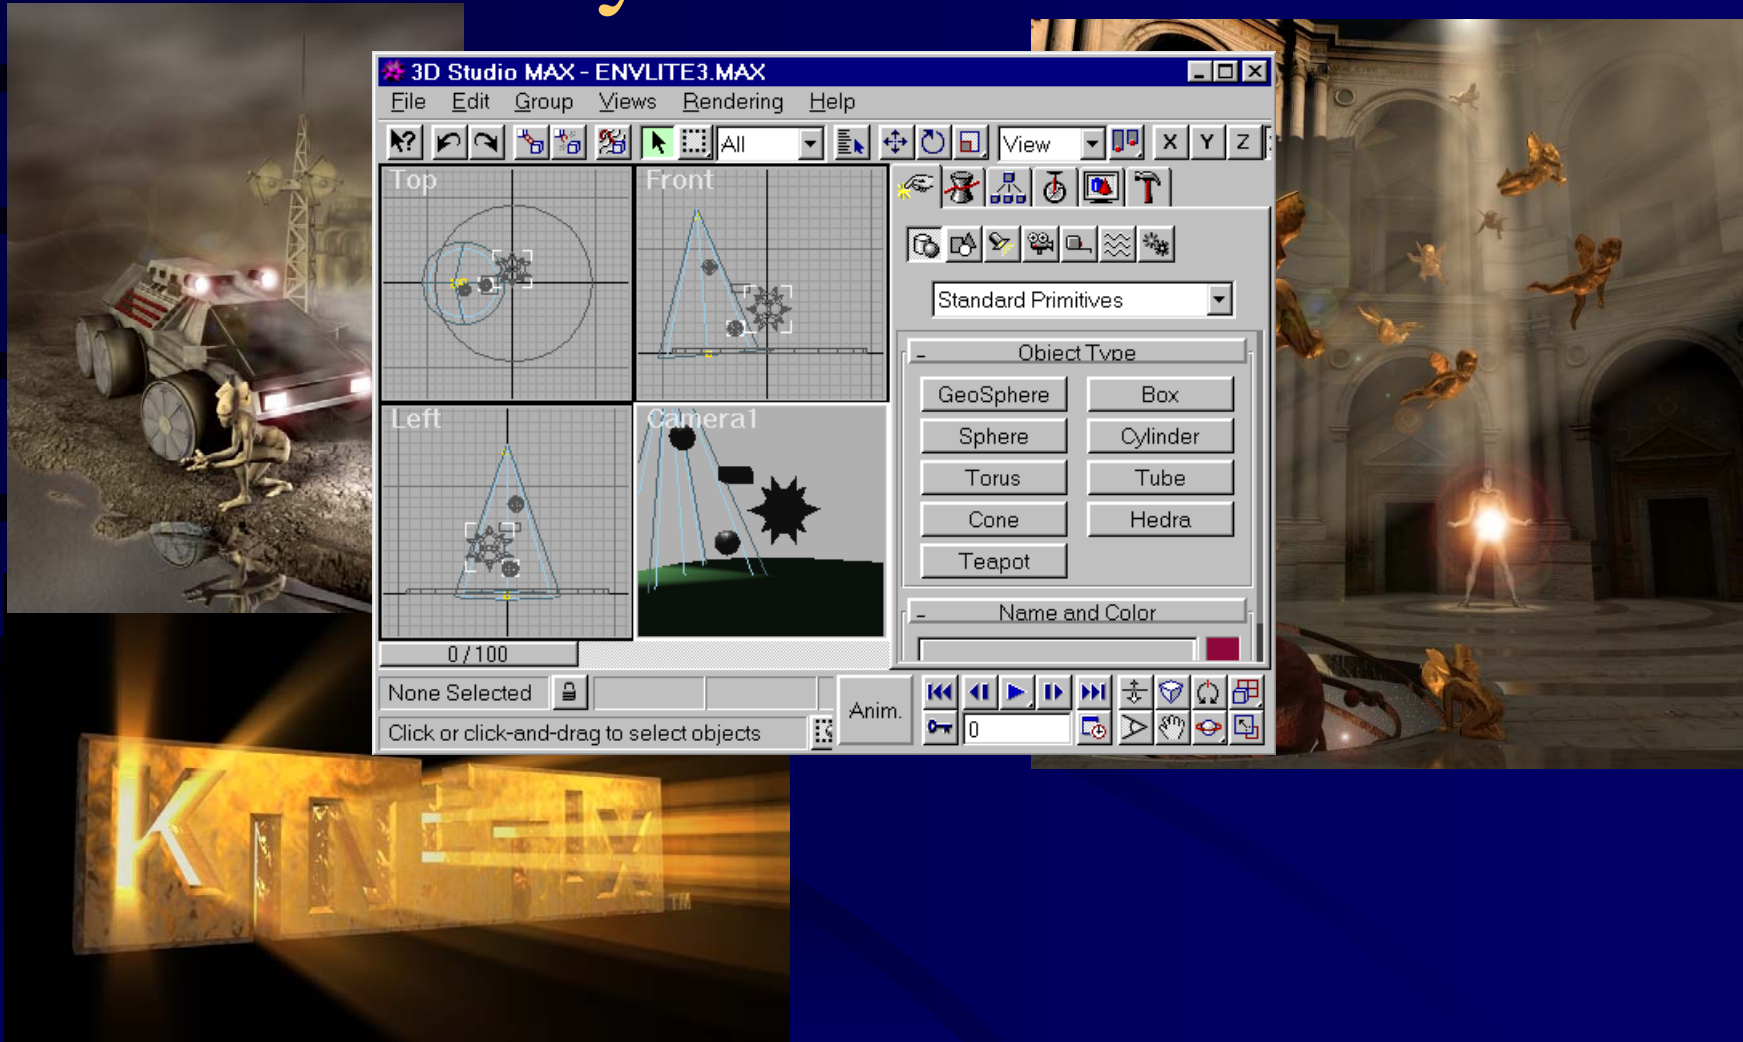 3D Studio MAX - ENVLITE3.MAX
File Edit Group Views Rendering Help
All View X Y Z
Top Front
Standard Primitives
Object Type
GeoSphere Box
Left Camera1
Sphere Cylinder
Torus Tube
Cone Hedra
Teapot
Name and Color
0 / 100
None Selected
Anim.
Click or click-and-drag to select objects
0
KiNETIX™